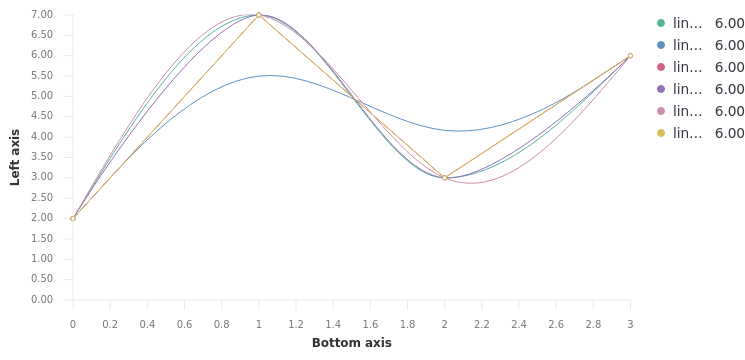 7.00
6.50
6.00
5.50
5.00
4.50
4.00
3.50
3.00
2.50
2.00
1.50
1.00
0.50
0.00
Left axis
0 0.2 0.4 0.6 0.8 1 1.2 1.4 1.6 1.8 2 2.2 2.4 2.6 2.8 3
Bottom axis
lin... 6.00
lin... 6.00
lin... 6.00
lin... 6.00
lin... 6.00
lin... 6.00